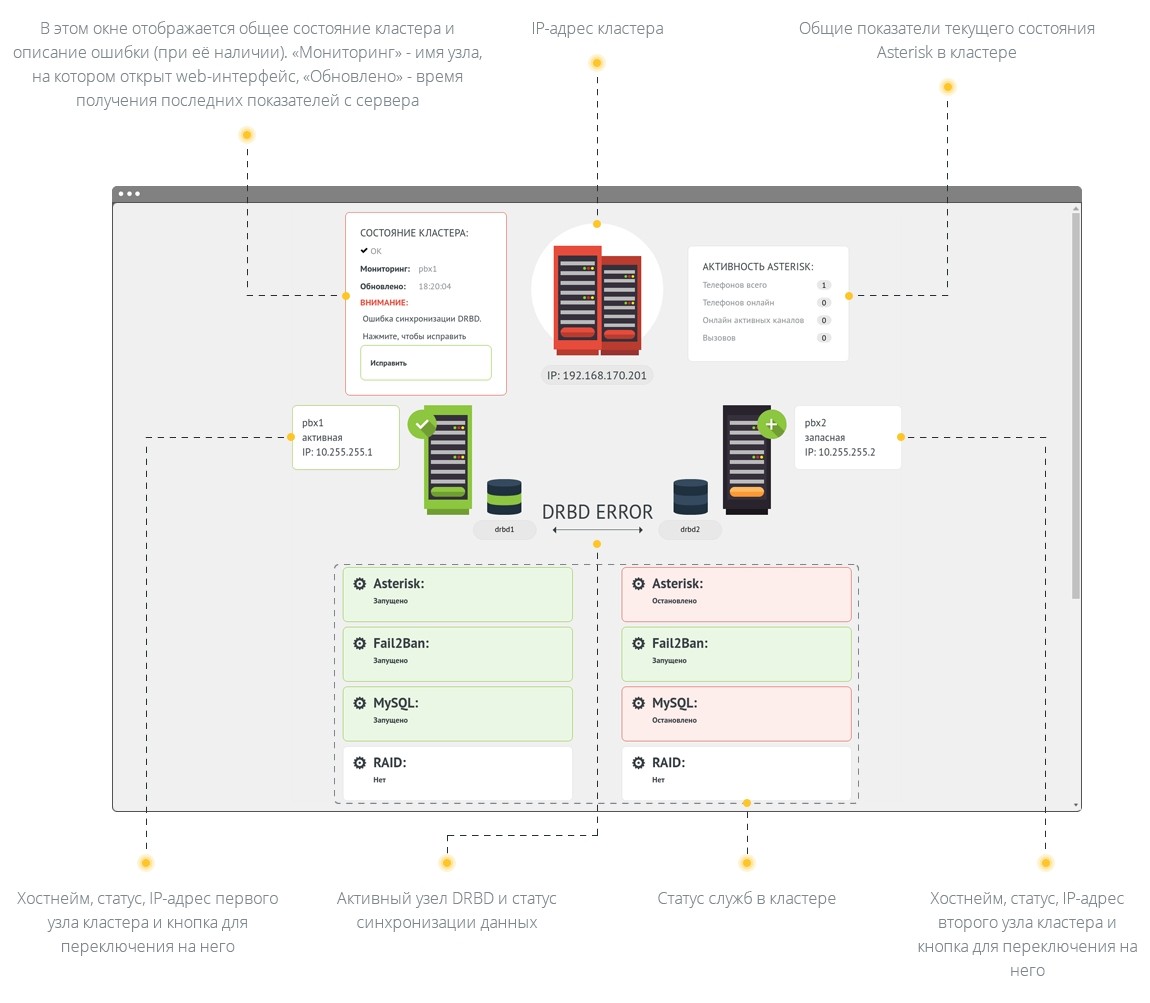 В этом окне отображается общее состояние кластера и
описание ошибки (при её наличии). «Мониторинг» - имя узла,
на котором открыт web-интерфейс, «Обновлено» - время
получения последних показателей с сервера
IP-адрес кластера
Общие показатели текущего состояния
Asterisk в кластере
СОСТОЯНИЕ КЛАСТЕРА:
OK
Мониторинг: pbx1
Обновлено: 18:20:04
ВНИМАНИЕ:
Ошибка синхронизации DRBD.
Нажмите, чтобы исправить
Исправить
IP: 192.168.170.201
АКТИВНОСТЬ ASTERISK:
Телефонов всего 1
Телефонов онлайн 0
Онлайн активных каналов 0
Вызовов 0
pbx1
активная
IP: 10.255.255.1
pbx2
запасная
IP: 10.255.255.2
DRBD ERROR
drbd1
drbd2
Asterisk:
Запущено
Fail2Ban:
Запущено
MySQL:
Запущено
RAID:
Нет
Asterisk:
Остановлено
Fail2Ban:
Запущено
MySQL:
Остановлено
RAID:
Нет
Хостнейм, статус, IP-адрес первого
узла кластера и кнопка для
переключения на него
Активный узел DRBD и статус
синхронизации данных
Статус служб в кластере
Хостнейм, статус, IP-адрес
второго узла кластера и
кнопка для переключения на
него